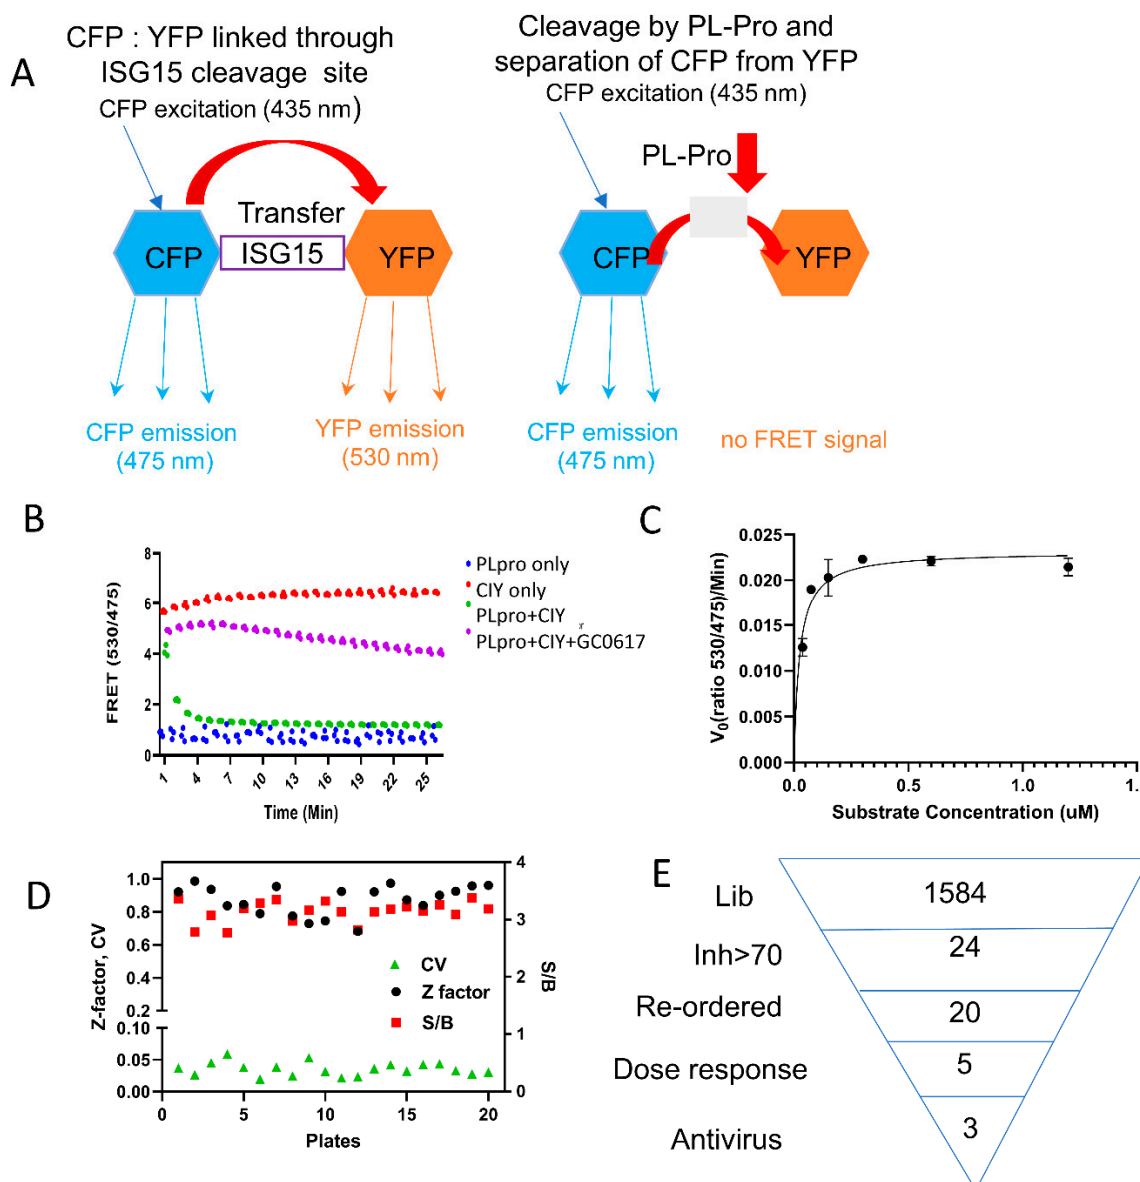 A
CFP : YFP linked through
ISG15 cleavage site
CFP excitation (435 nm)
Transfer
CFP
ISG15
YFP
CFP emission
(475 nm)
YFP emission
(530 nm)
Cleavage by PL-Pro and
separation of CFP from YFP
CFP excitation (435 nm)
PL-Pro
CFP
YFP
CFP emission
(475 nm)
no FRET signal
B
FRET (530/475)
8
6
4
2
0
1 4 7 10 13 16 19 22 25
Time (Min)
PLpro only
CIY only
PLpro+CIY
PLpro+CIY+GC0617
C
V0(ratio 530/475)/Min)
0.025
0.020
0.015
0.010
0.005
0.000
0.0 0.5 1.0 1.
Substrate Concentration (uM)
D
Z-factor, CV
1.0
0.8
0.6
0.4
0.2
0.10
0.05
0.00
CV
Z factor
S/B
4
3
2
1
0
S/B
0 5 10 15 20
Plates
E
Lib 1584
Inh>70 24
Re-ordered 20
Dose response 5
Antivirus 3